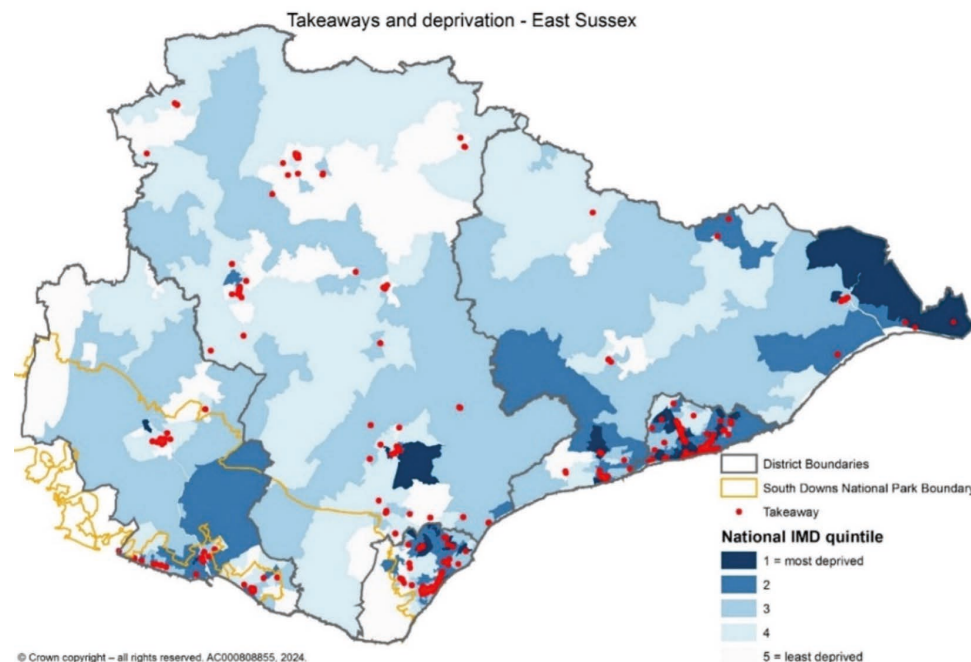 Takeaways and deprivation - East Sussex
District Boundaries
South Downs National Park Boundary
Takeaway
National IMD quintile
1 = most deprived
2
3
4
5 = least deprived
© Crown copyright – all rights reserved. AC000808855, 2024.